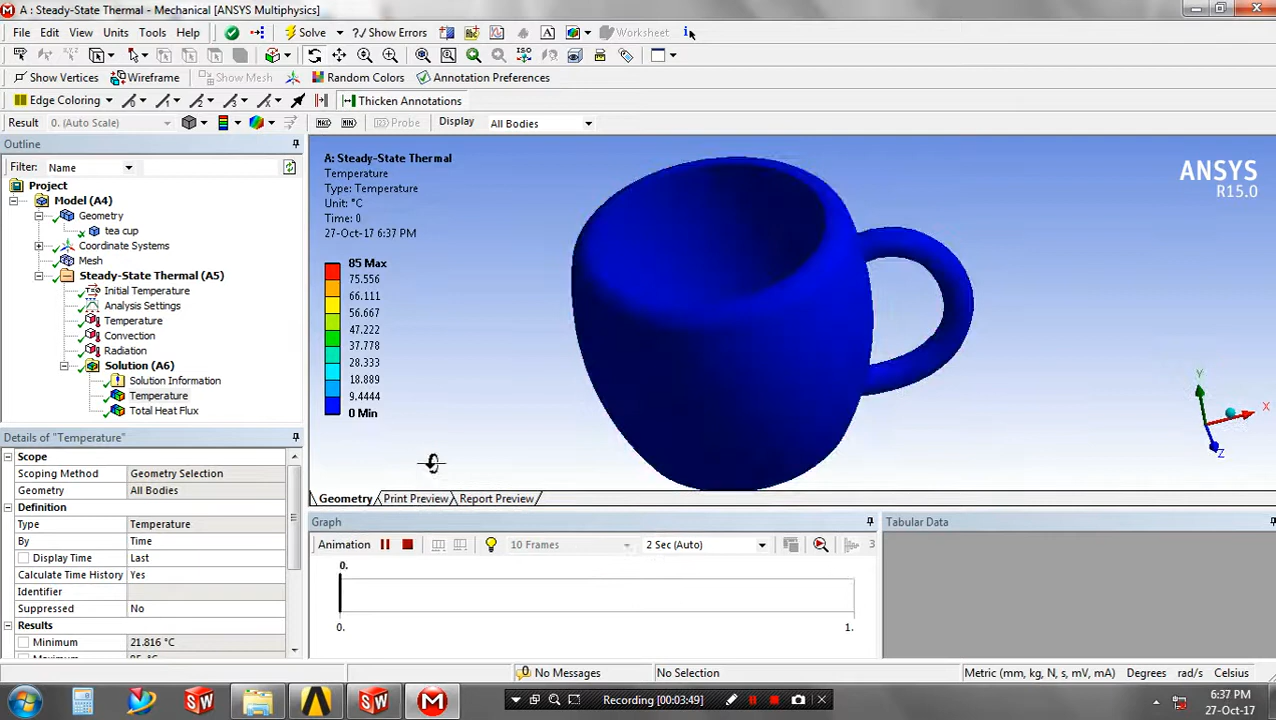 A : Steady-State Thermal - Mechanical [ANSYS Multiphysics]
File Edit View Units Tools Help Solve ?/ Show Errors Worksheet
Show Vertices Wireframe Show Mesh Random Colors Annotation Preferences
Edge Coloring Thicken Annotations
Result 0. (Auto Scale) MAX MIN Probe Display All Bodies
Outline
Filter: Name
Project
Model (A4)
Geometry
tea cup
Coordinate Systems
Mesh
Steady-State Thermal (A5)
Initial Temperature
Analysis Settings
Temperature
Convection
Radiation
Solution (A6)
Solution Information
Temperature
Total Heat Flux
Details of "Temperature"
Scope
Scoping Method Geometry Selection
Geometry All Bodies
Definition
Type Temperature
By Time
Display Time Last
Calculate Time History Yes
Identifier
Suppressed No
Results
Minimum 21.816 °C
A: Steady-State Thermal
Temperature
Type: Temperature
Unit: °C
Time: 0
27-Oct-17 6:37 PM
85 Max
75.556
66.111
56.667
47.222
37.778
28.333
18.889
9.4444
0 Min
ANSYS
R15.0
Y
X
Z
Geometry Print Preview Report Preview
Graph
Animation 10 Frames 2 Sec (Auto) 3
0.
0. 1.
Tabular Data
0 No Messages No Selection Metric (mm, kg, N, s, mV, mA) Degrees rad/s Celsius
Recording [00:03:49]
6:37 PM
27-Oct-17